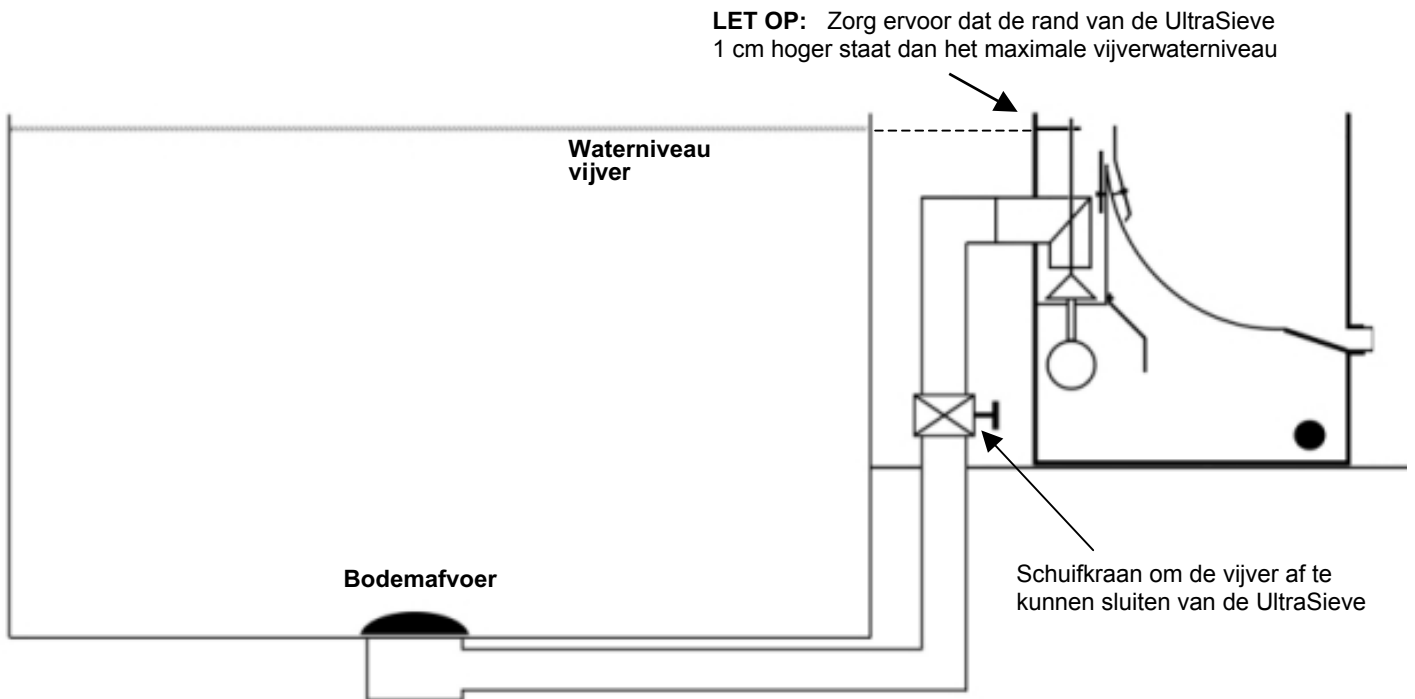 LET OP: Zorg ervoor dat de rand van de UltraSieve
1 cm hoger staat dan het maximale vijverwaterniveau
Waterniveau
vijver
Bodemafvoer
Schuifkraan om de vijver af te
kunnen sluiten van de UltraSieve